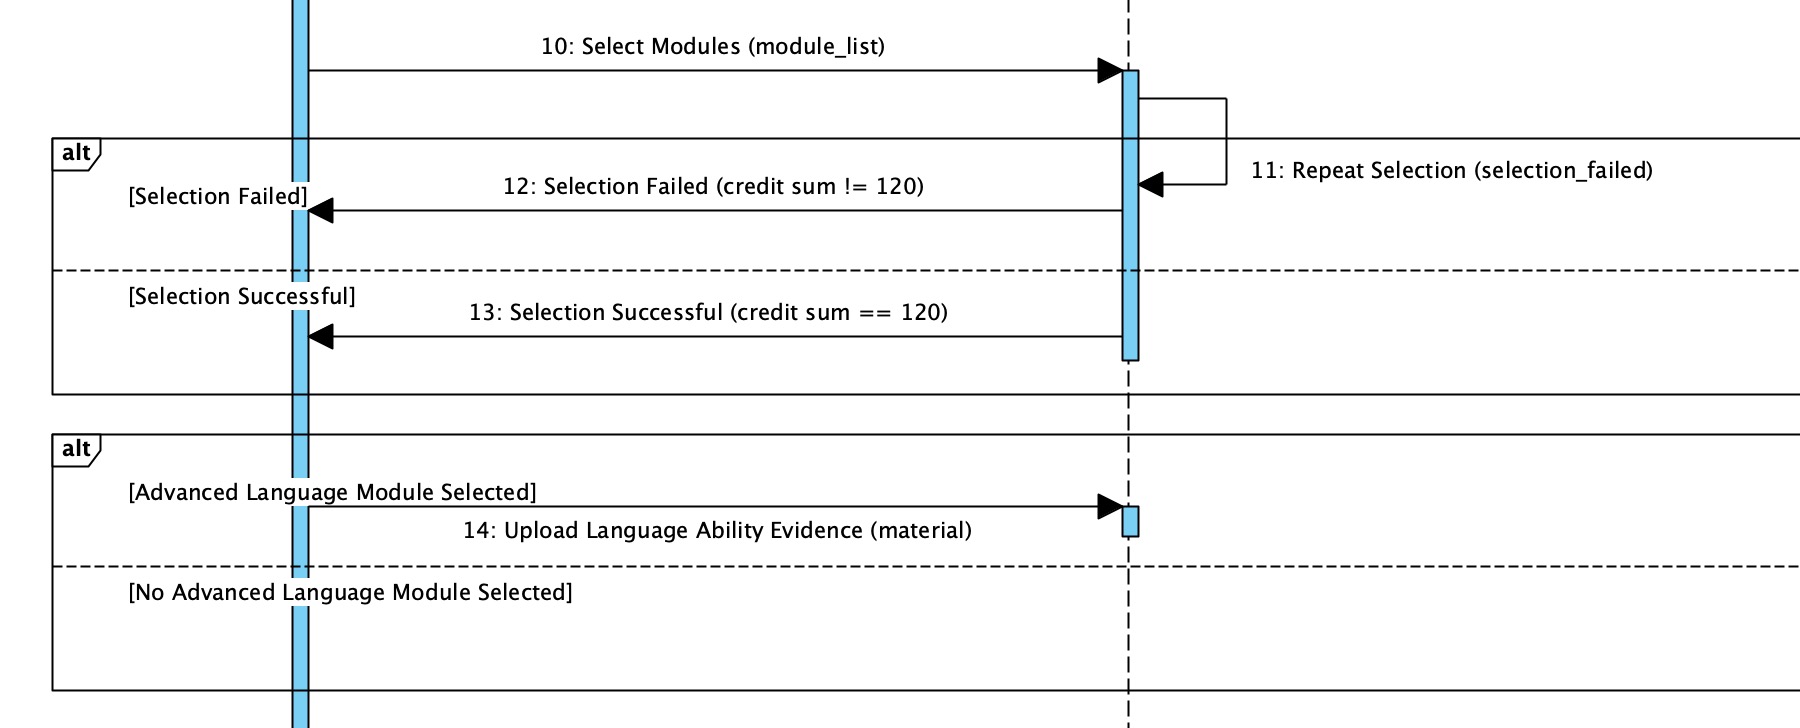 10: Select Modules (module_list)
alt
11: Repeat Selection (selection_failed)
12: Selection Failed (credit sum != 120)
[Selection Failed]
[Selection Successful]
13: Selection Successful (credit sum == 120)
alt
[Advanced Language Module Selected]
14: Upload Language Ability Evidence (material)
[No Advanced Language Module Selected]